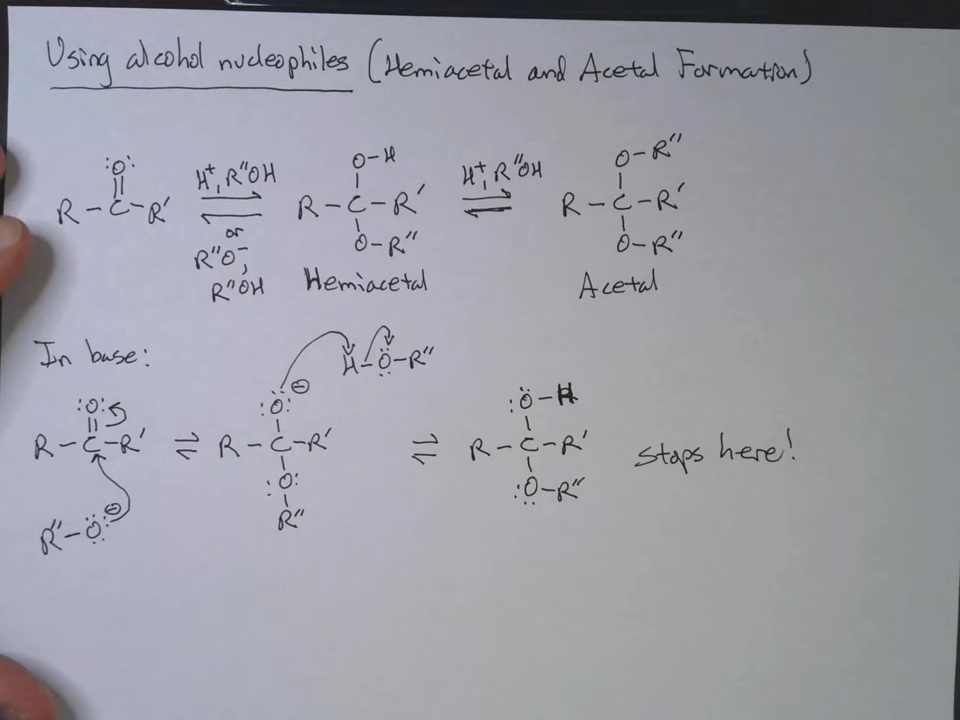 Using alcohol nucleophiles (Hemiacetal and Acetal Formation)
:O: O-H O-R"
H⁺, R"OH H⁺, R"OH
R-C-R' R-C-R' R-C-R'
or
R"O⁻, O-R" O-R"
R"OH Hemiacetal Acetal
In base: H-O-R"
:O: :O: ⊖ :O-H
R-C-R' ⇌ R-C-R' ⇌ R-C-R' stops here!
:O: :O-R"
R"-O: ⊖ R"